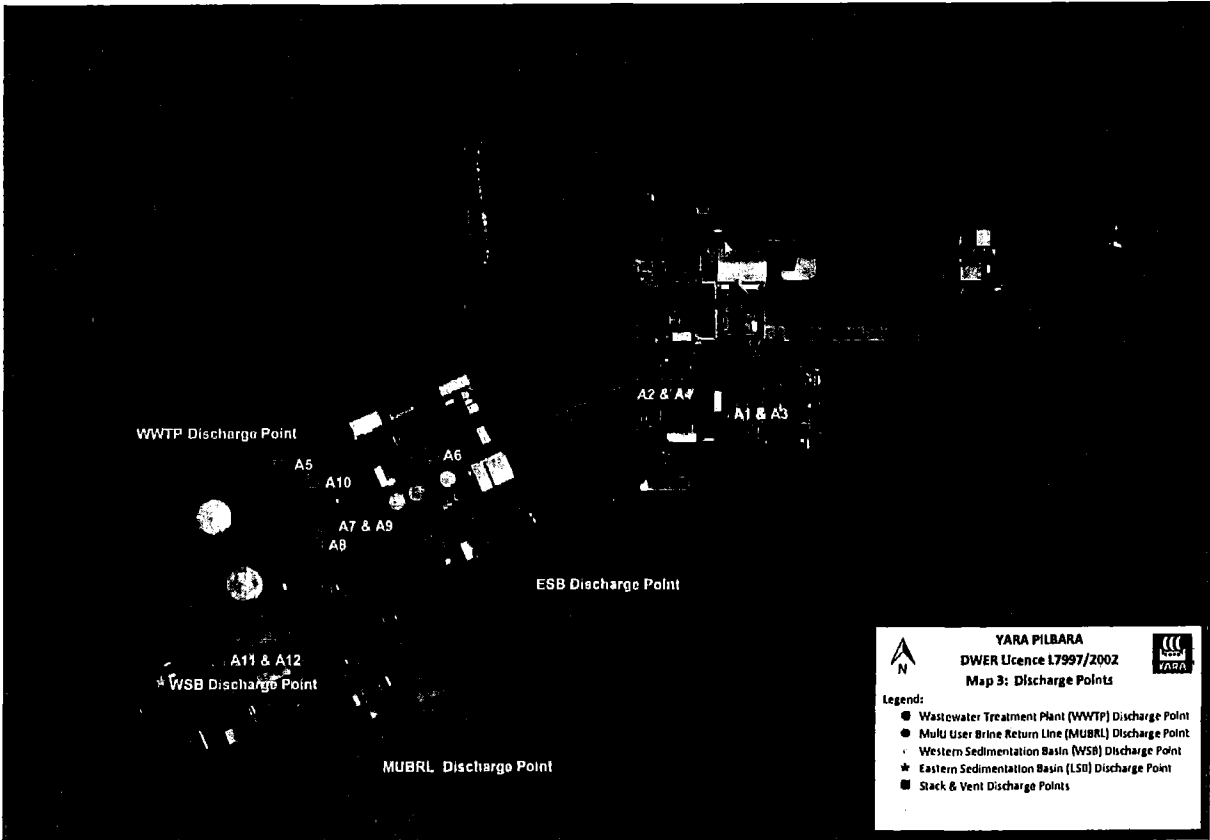 A2 & A4
A1 & A3
WWTP Discharge Point
A5
A6
A10
A7 & A9
A8
ESB Discharge Point
A11 & A12
WSB Discharge Point
MUBRL Discharge Point
N
YARA PILBARA
DWER Licence L7997/2002
Map 3: Discharge Points
YARA
Legend:
Wastewater Treatment Plant (WWTP) Discharge Point
Multi User Brine Return Line (MUBRL) Discharge Point
Western Sedimentation Basin (WSB) Discharge Point
Eastern Sedimentation Basin (ESB) Discharge Point
Stack & Vent Discharge Points